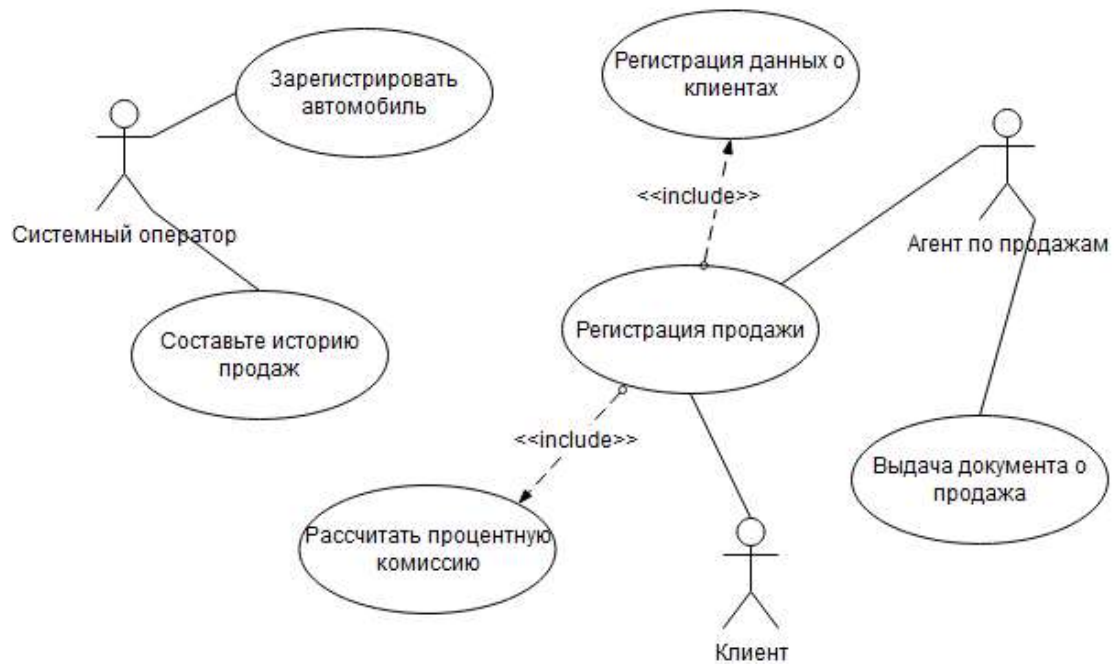 Зарегистрировать
автомобиль
Регистрация данных о
клиентах
<<include>>
Системный оператор
Агент по продажам
Составьте историю
продаж
Регистрация продажи
<<include>>
Выдача документа о
продажа
Рассчитать процентную
комиссию
Клиент